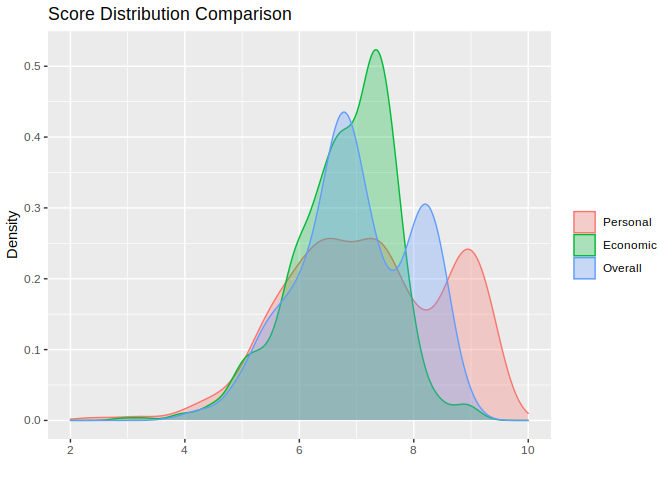 Score Distribution Comparison
Density
0.5
0.4
0.3
0.2
0.1
0.0
2 4 6 8 10
Personal
Economic
Overall